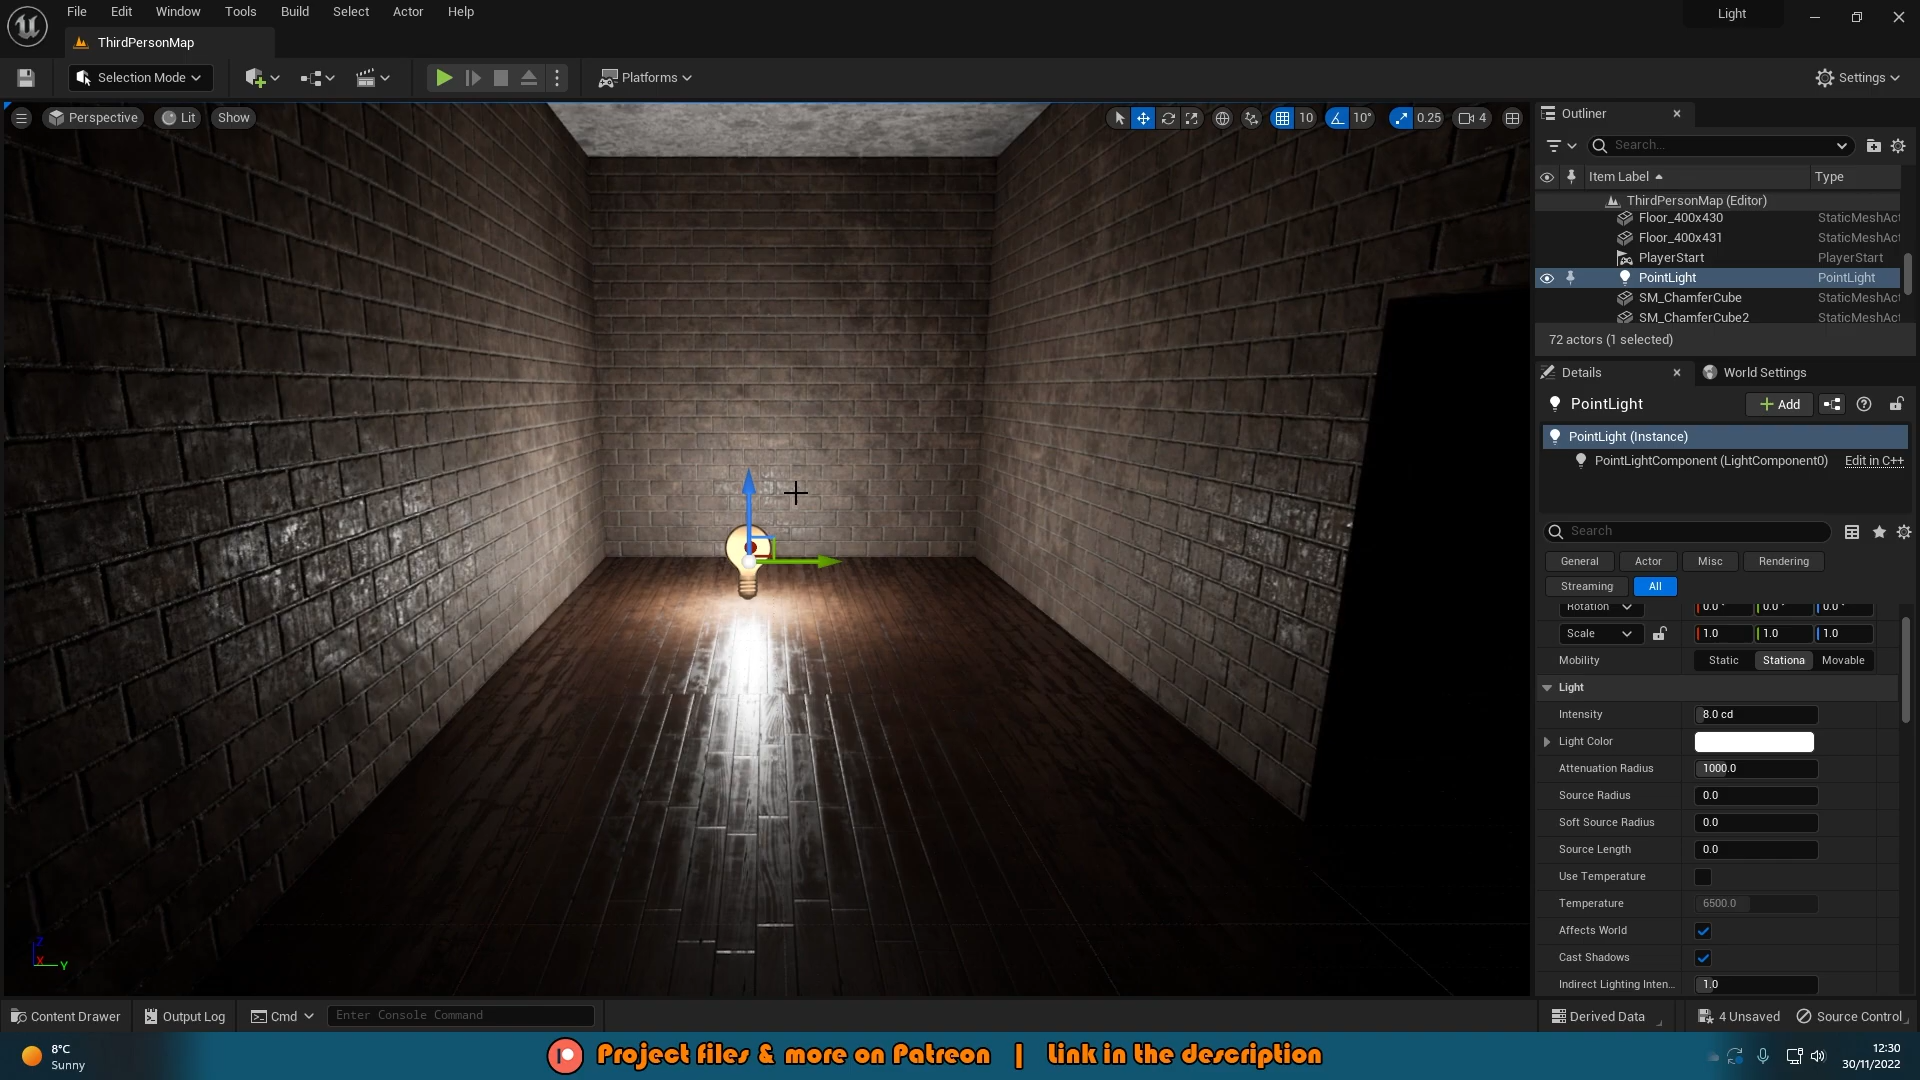 File Edit Window Tools Build Select Actor Help
Light
ThirdPersonMap
Selection Mode
Platforms
Settings
Perspective Lit Show
10 10° 0.25 4
Outliner
Search...
Item Label Type
ThirdPersonMap (Editor)
Floor_400x430 StaticMeshAct
Floor_400x431 StaticMeshAct
PlayerStart PlayerStart
PointLight PointLight
SM_ChamferCube StaticMeshAct
SM_ChamferCube2 StaticMeshAct
72 actors (1 selected)
Details World Settings
PointLight Add
PointLight (Instance)
PointLightComponent (LightComponent0) Edit in C++
Search
General Actor Misc Rendering
Streaming All
Rotation 0.0° 0.0° 0.0°
Scale 1.0 1.0 1.0
Mobility Static Stationa Movable
Light
Intensity 8.0 cd
Light Color
Attenuation Radius 1000.0
Source Radius 0.0
Soft Source Radius 0.0
Source Length 0.0
Use Temperature
Temperature 6500.0
Affects World
Cast Shadows
Indirect Lighting Inten... 1.0
Z
X Y
Content Drawer Output Log Cmd Enter Console Command Derived Data 4 Unsaved Source Control
8°C
Sunny
Project files & more on Patreon | Link in the description
12:30
30/11/2022